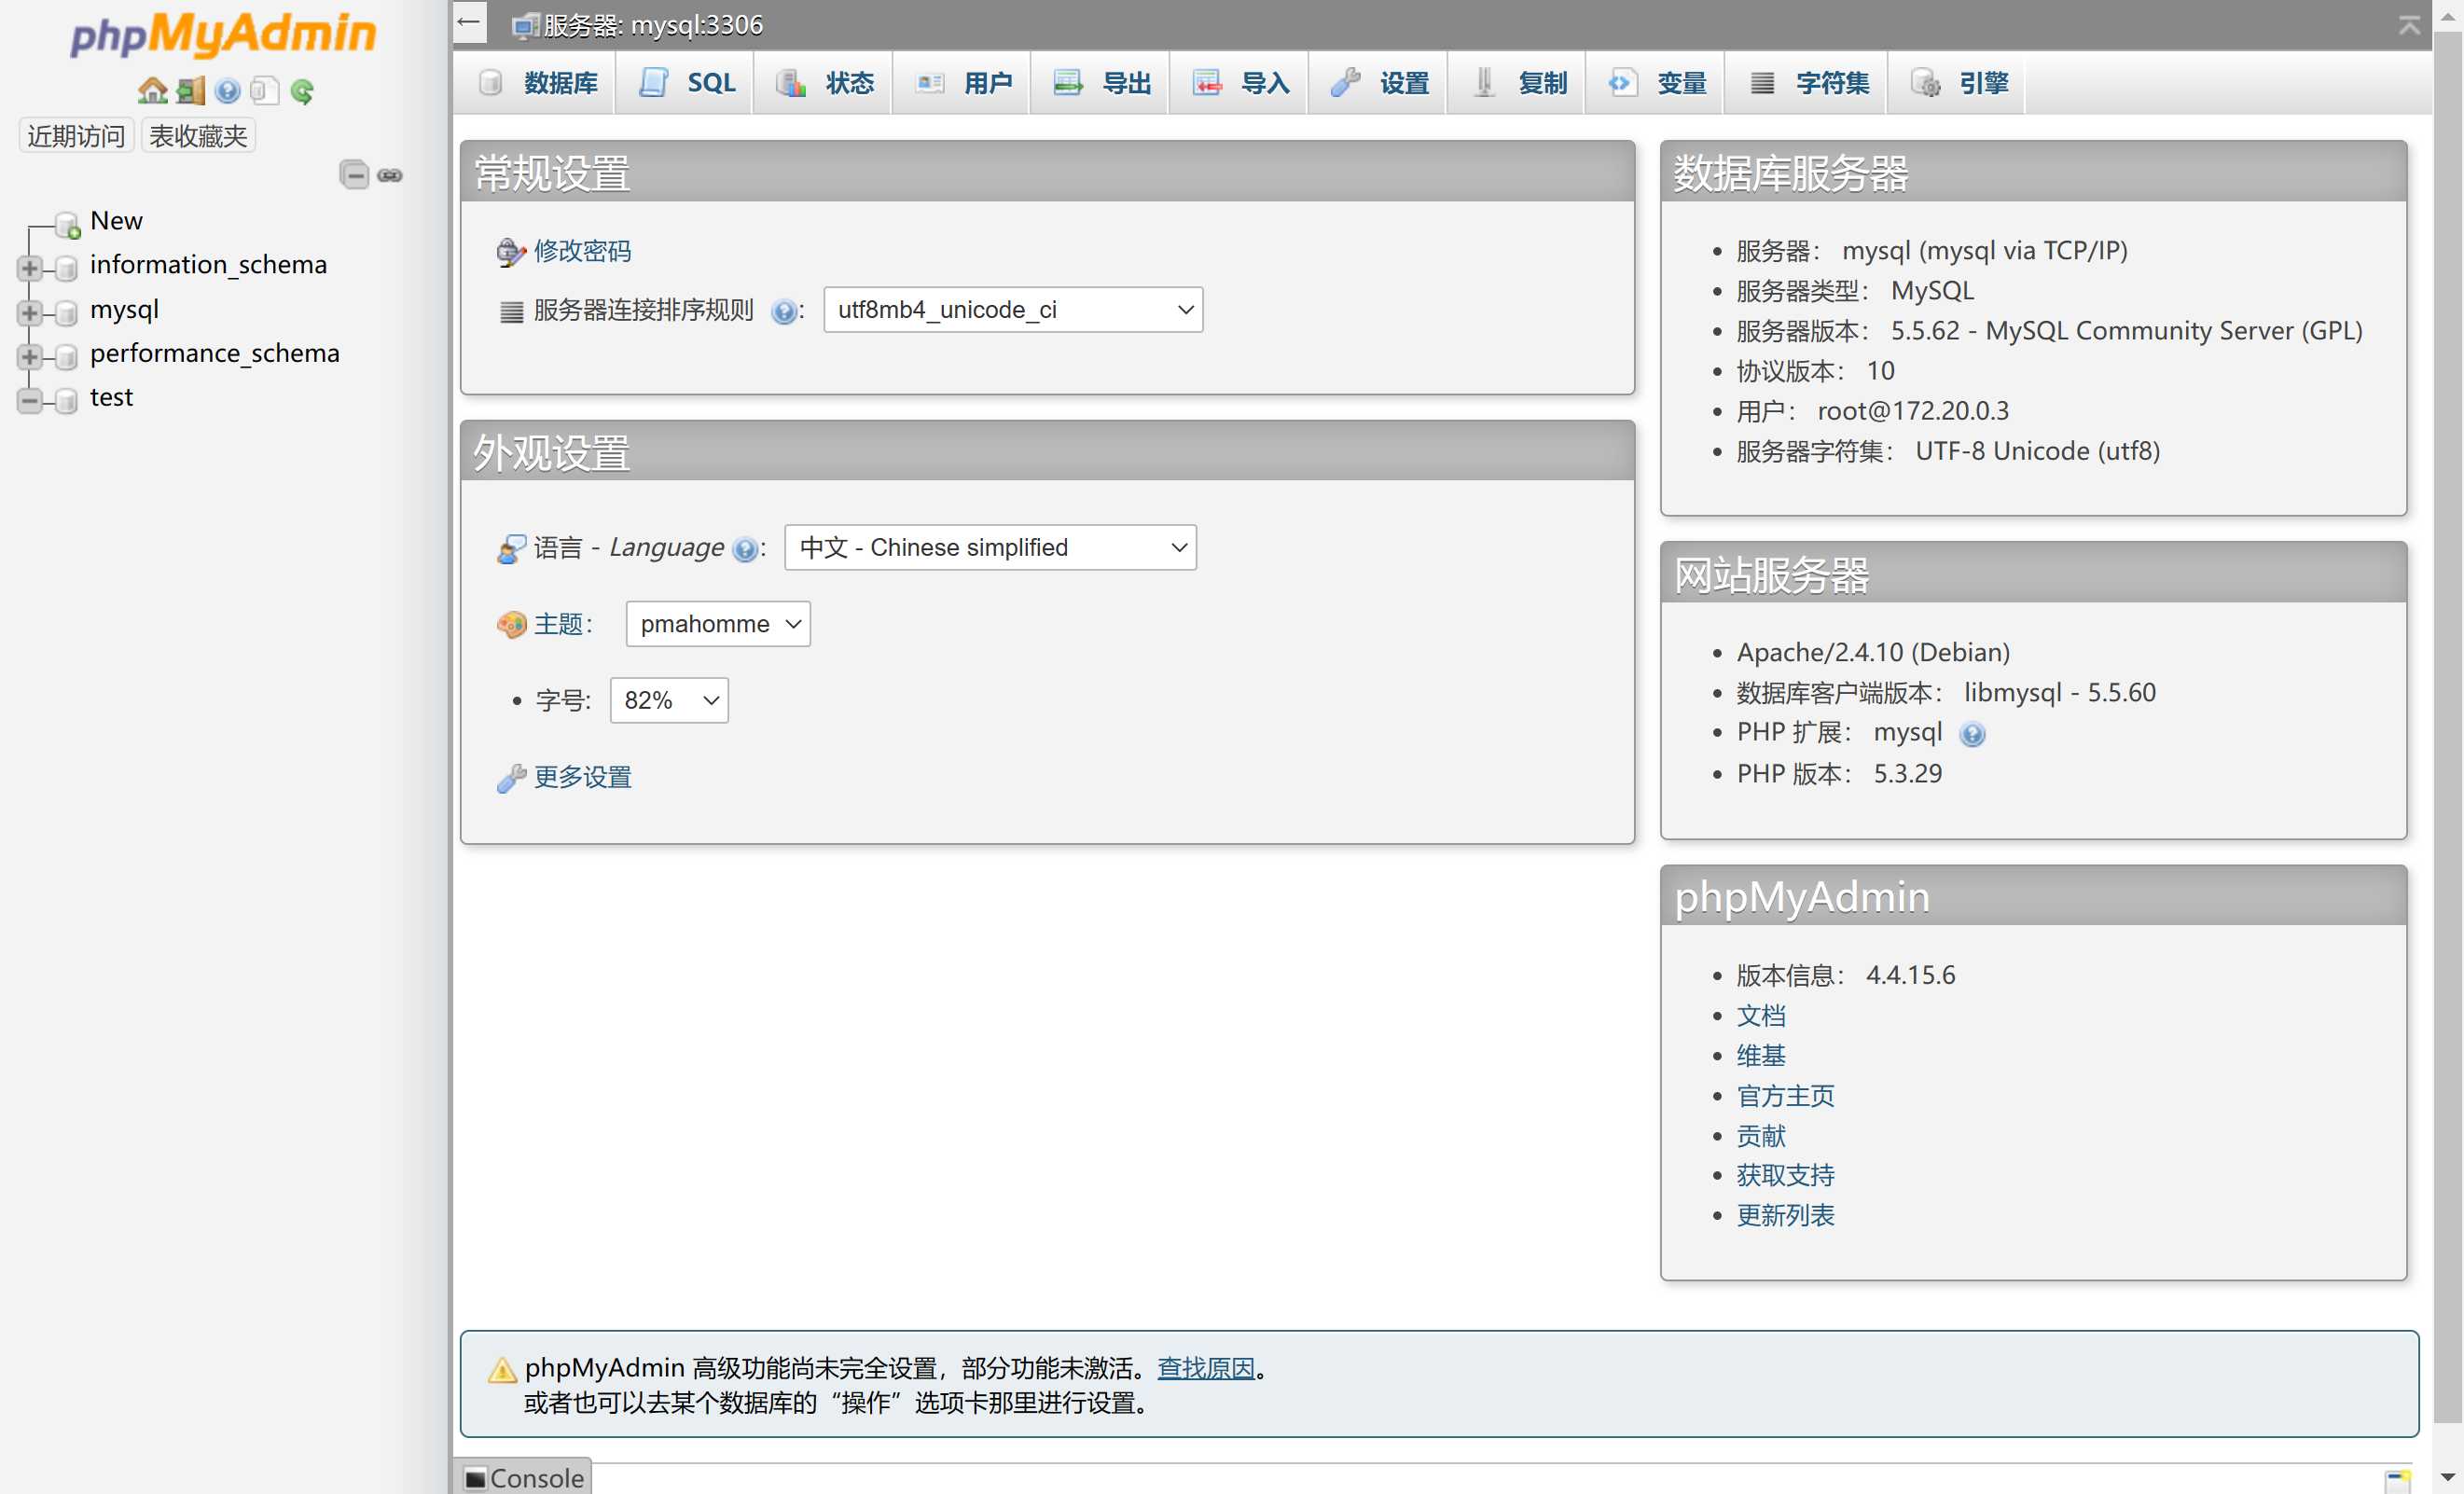 phpMyAdmin
近期访问 表收藏夹
New
information_schema
mysql
performance_schema
test
服务器: mysql:3306
数据库 SQL 状态 用户 导出 导入 设置 复制 变量 字符集 引擎
常规设置
修改密码
服务器连接排序规则 : utf8mb4_unicode_ci
外观设置
语言 - Language : 中文 - Chinese simplified
主题： pmahomme
字号: 82%
更多设置
数据库服务器
服务器： mysql (mysql via TCP/IP)
服务器类型： MySQL
服务器版本： 5.5.62 - MySQL Community Server (GPL)
协议版本： 10
用户： root@172.20.0.3
服务器字符集： UTF-8 Unicode (utf8)
网站服务器
Apache/2.4.10 (Debian)
数据库客户端版本： libmysql - 5.5.60
PHP 扩展： mysql
PHP 版本： 5.3.29
phpMyAdmin
版本信息： 4.4.15.6
文档
维基
官方主页
贡献
获取支持
更新列表
phpMyAdmin 高级功能尚未完全设置，部分功能未激活。查找原因。
或者也可以去某个数据库的“操作”选项卡那里进行设置。
Console